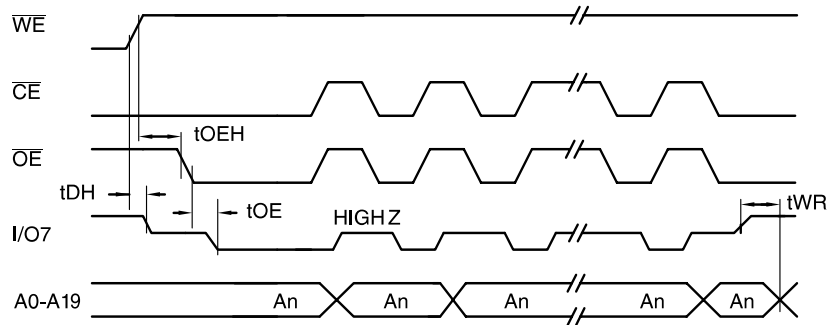 WE
CE
tOEH
OE
tDH
tOE
tWR
I/O7
HIGH Z
A0-A19
An An An An An